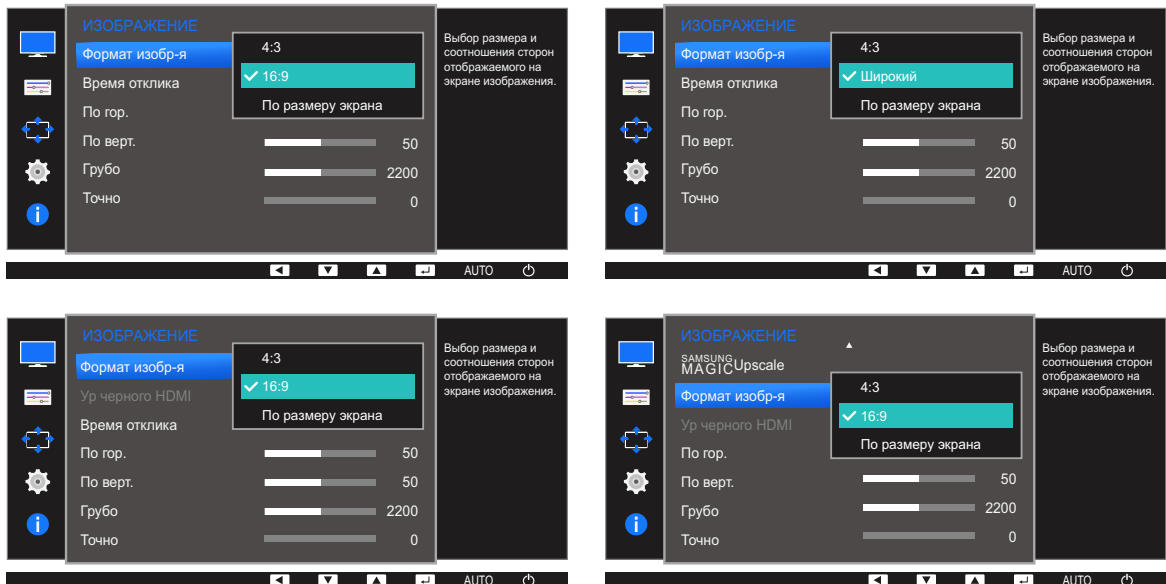 ИЗОБРАЖЕНИЕ
Формат изобр-я
Время отклика
По гор.
По верт.
50
Грубо
2200
Точно
0
4:3
16:9
По размеру экрана
Выбор размера и
соотношения сторон
отображаемого на
экране изображения.
AUTO
ИЗОБРАЖЕНИЕ
Формат изобр-я
Время отклика
По гор.
По верт.
50
Грубо
2200
Точно
0
4:3
Широкий
По размеру экрана
Выбор размера и
соотношения сторон
отображаемого на
экране изображения.
AUTO
ИЗОБРАЖЕНИЕ
Формат изобр-я
Ур черного HDMI
Время отклика
По гор.
50
По верт.
50
Грубо
2200
Точно
0
4:3
16:9
По размеру экрана
Выбор размера и
соотношения сторон
отображаемого на
экране изображения.
AUTO
ИЗОБРАЖЕНИЕ
SAMSUNG
MAGICUpscale
Формат изобр-я
Ур черного HDMI
По гор.
По верт.
50
Грубо
2200
Точно
0
4:3
16:9
По размеру экрана
Выбор размера и
соотношения сторон
отображаемого на
экране изображения.
AUTO